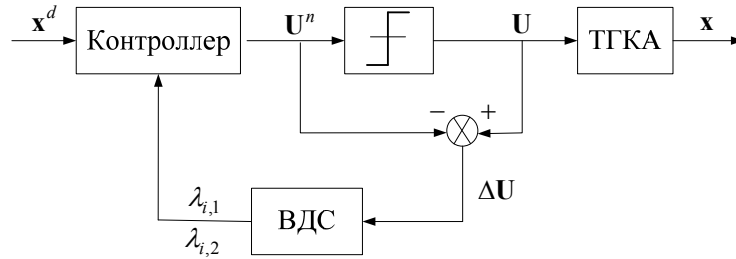 x^d Контроллер U^n U ТГКА x
− +
ΔU
λ_{i,1} ВДС
λ_{i,2}